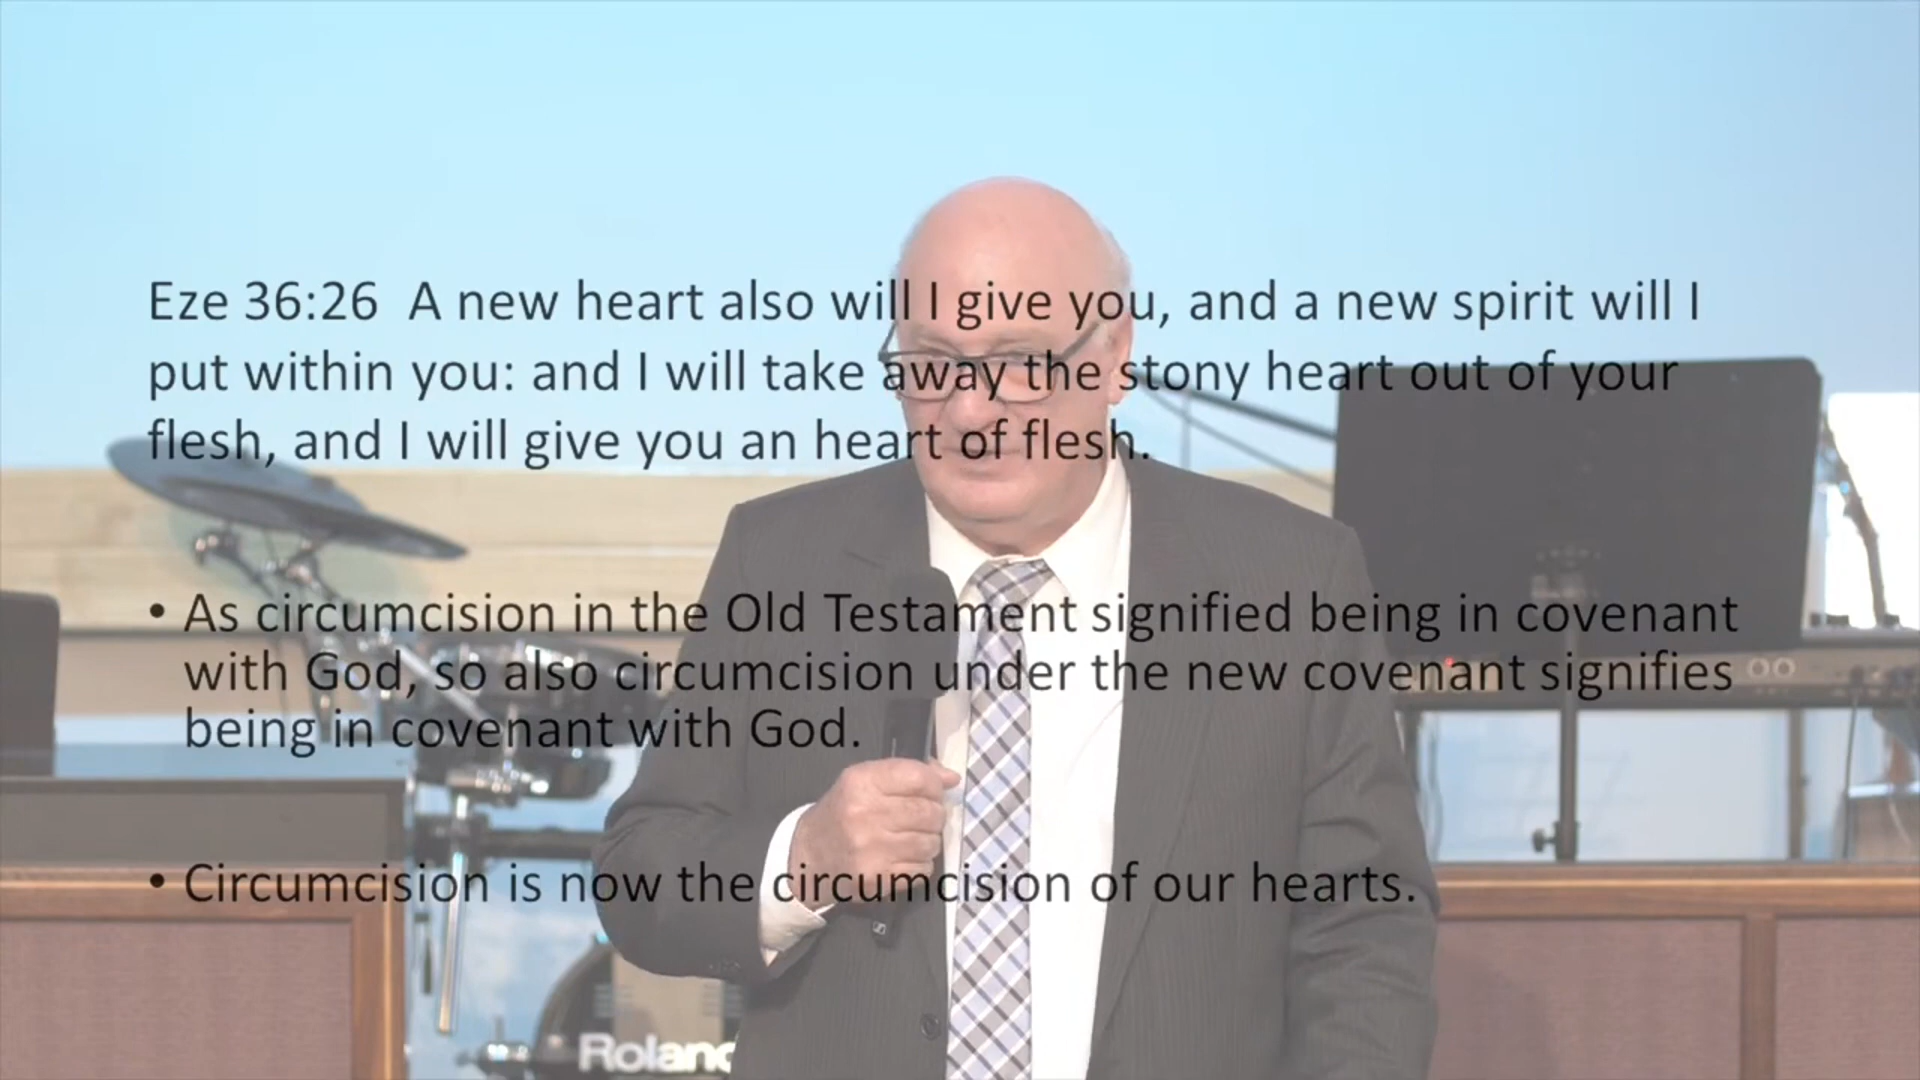 Eze 36:26  A new heart also will I give you, and a new spirit will I
put within you: and I will take away the stony heart out of your
flesh, and I will give you an heart of flesh.
• As circumcision in the Old Testament signified being in covenant
with God, so also circumcision under the new covenant signifies
being in covenant with God.
• Circumcision is now the circumcision of our hearts.
Roland